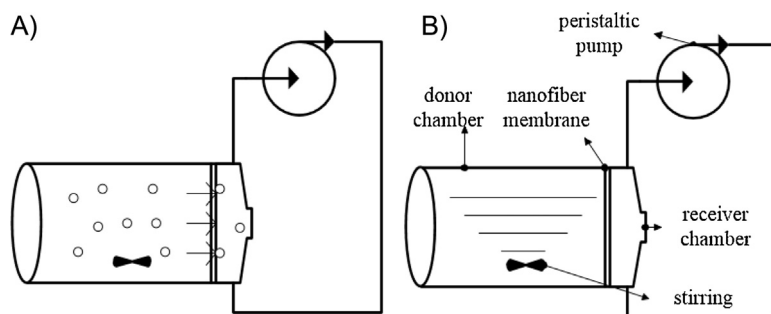 A)
B)
peristaltic
pump
donor
chamber
nanofiber
membrane
receiver
chamber
stirring